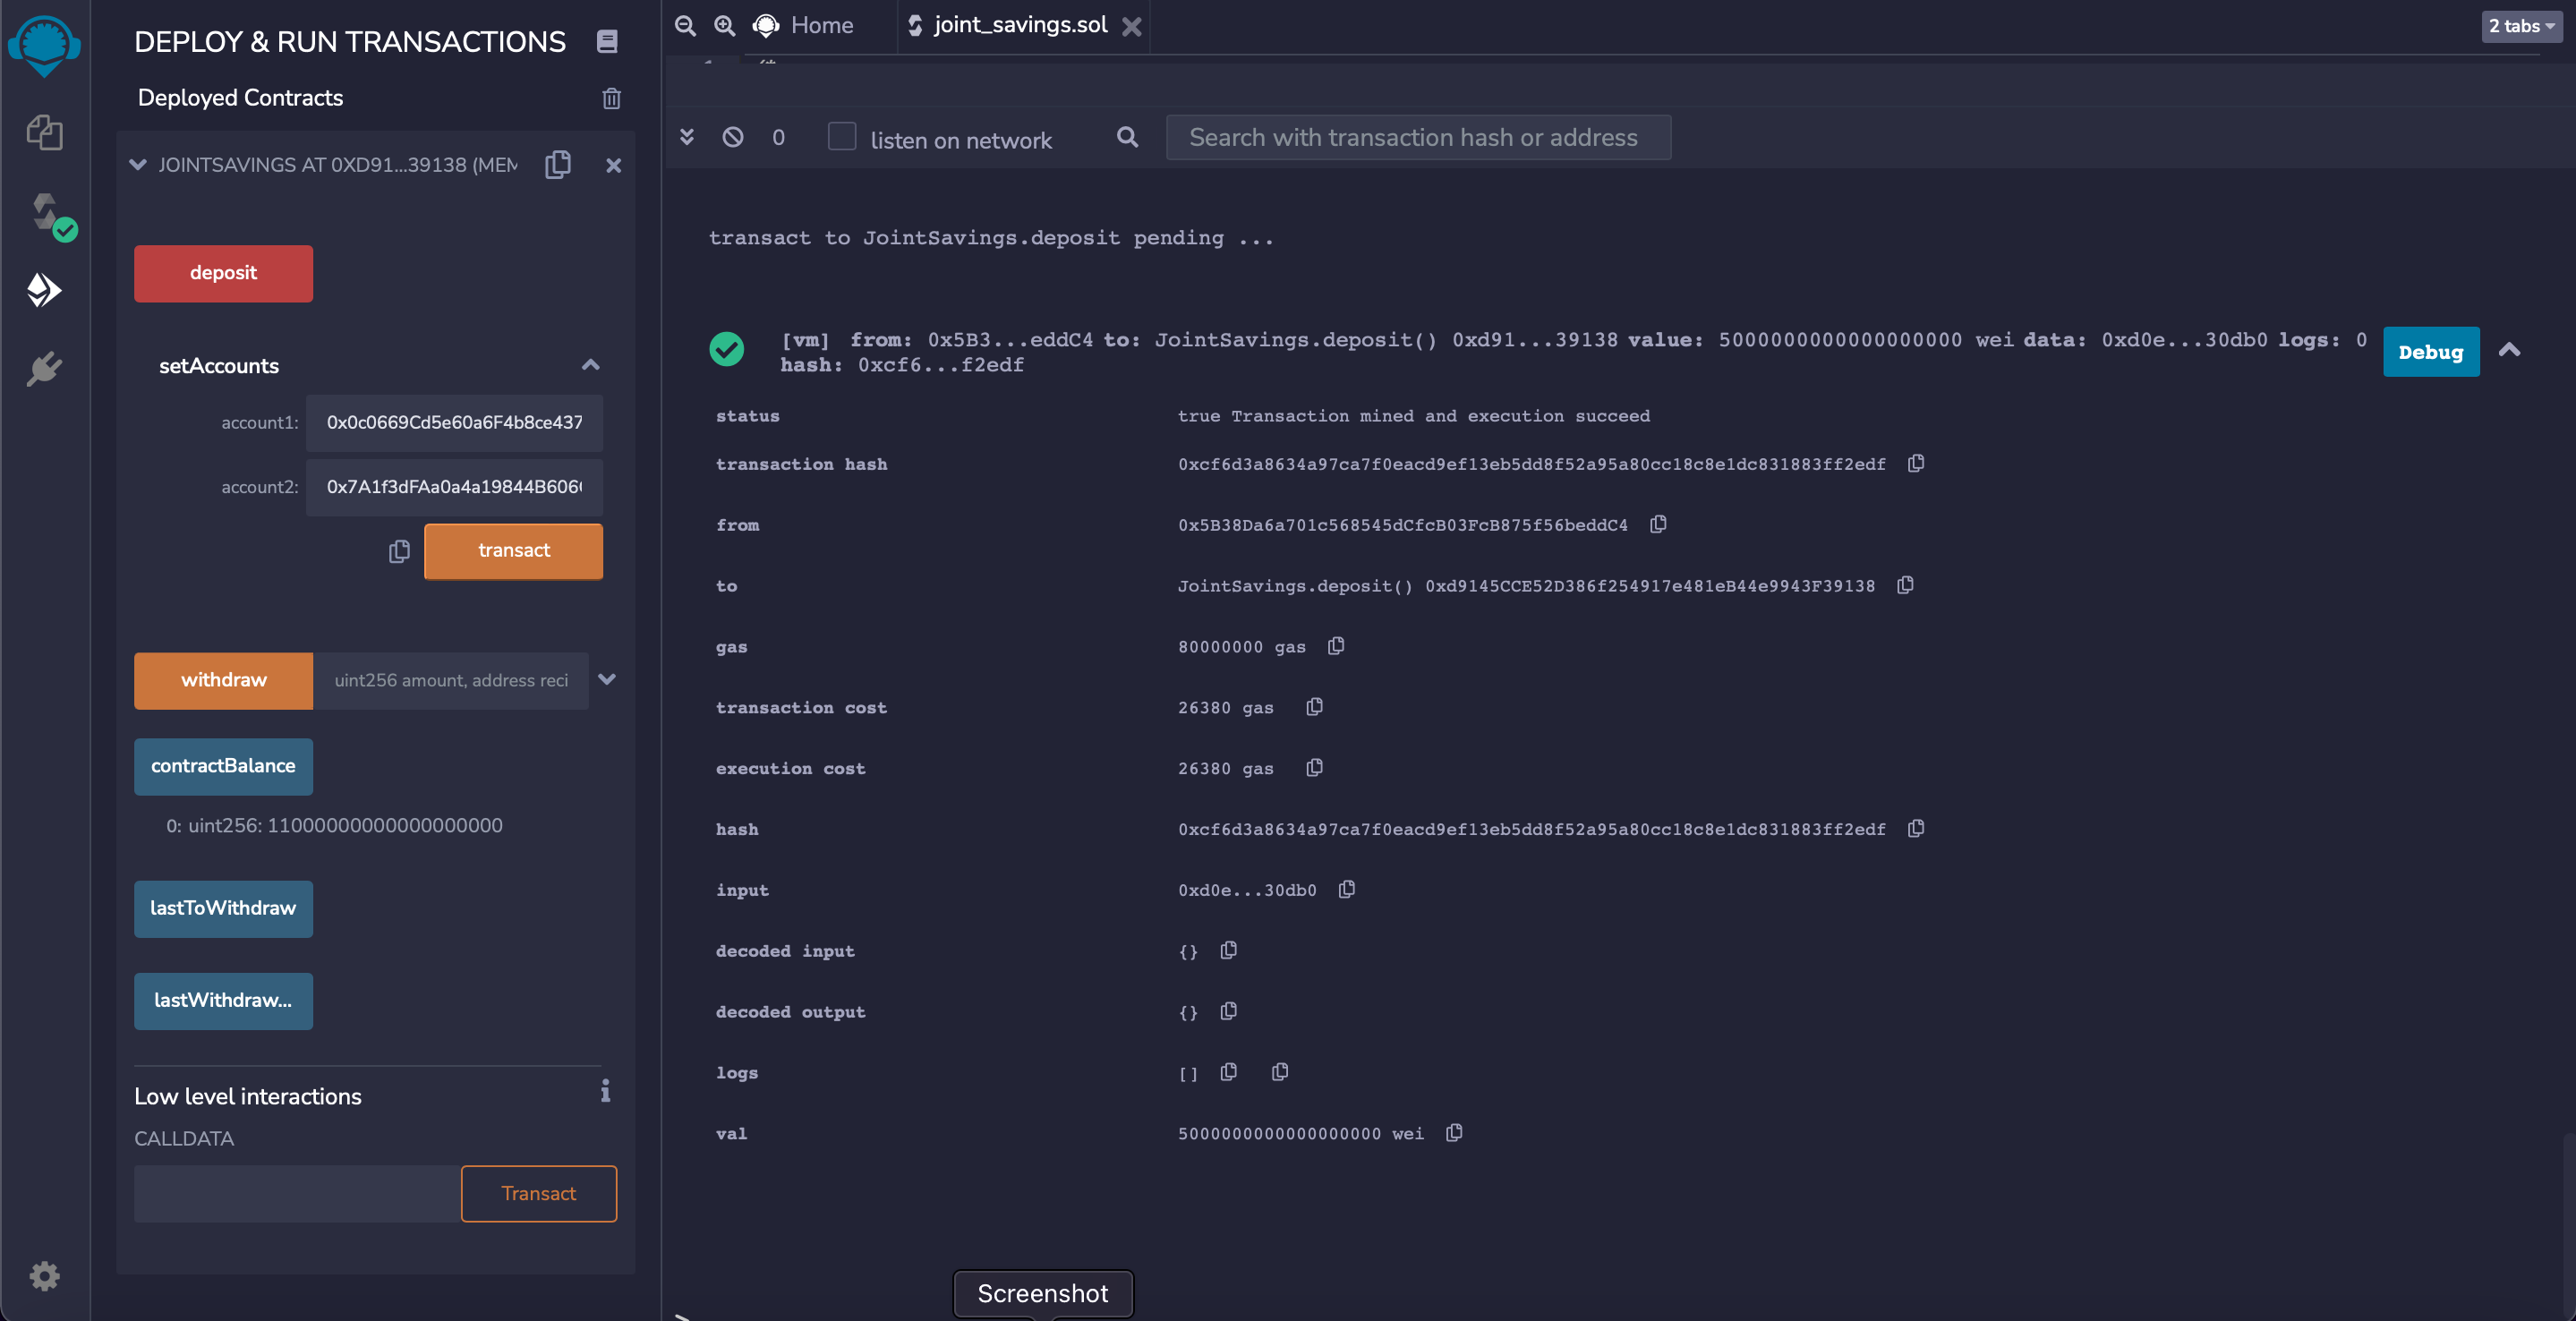 DEPLOY & RUN TRANSACTIONS
Deployed Contracts
JOINTSAVINGS AT 0XD91...39138 (MEM
deposit
setAccounts
account1: 0x0c0669Cd5e60a6F4b8ce437
account2: 0x7A1f3dFAa0a4a19844B606
transact
withdraw uint256 amount, address reci
contractBalance
0: uint256: 11000000000000000000
lastToWithdraw
lastWithdraw...
Low level interactions
CALLDATA
Transact
Home joint_savings.sol 2 tabs
0 listen on network Search with transaction hash or address
transact to JointSavings.deposit pending ...
[vm] from: 0x5B3...eddC4 to: JointSavings.deposit() 0xd91...39138 value: 5000000000000000000 wei data: 0xd0e...30db0 logs: 0
hash: 0xcf6...f2edf
Debug
status true Transaction mined and execution succeed
transaction hash 0xcf6d3a8634a97ca7f0eacd9ef13eb5dd8f52a95a80cc18c8e1dc831883ff2edf
from 0x5B38Da6a701c568545dCfcB03FcB875f56beddC4
to JointSavings.deposit() 0xd9145CCE52D386f254917e481eB44e9943F39138
gas 80000000 gas
transaction cost 26380 gas
execution cost 26380 gas
hash 0xcf6d3a8634a97ca7f0eacd9ef13eb5dd8f52a95a80cc18c8e1dc831883ff2edf
input 0xd0e...30db0
decoded input {}
decoded output {}
logs []
val 5000000000000000000 wei
Screenshot
>